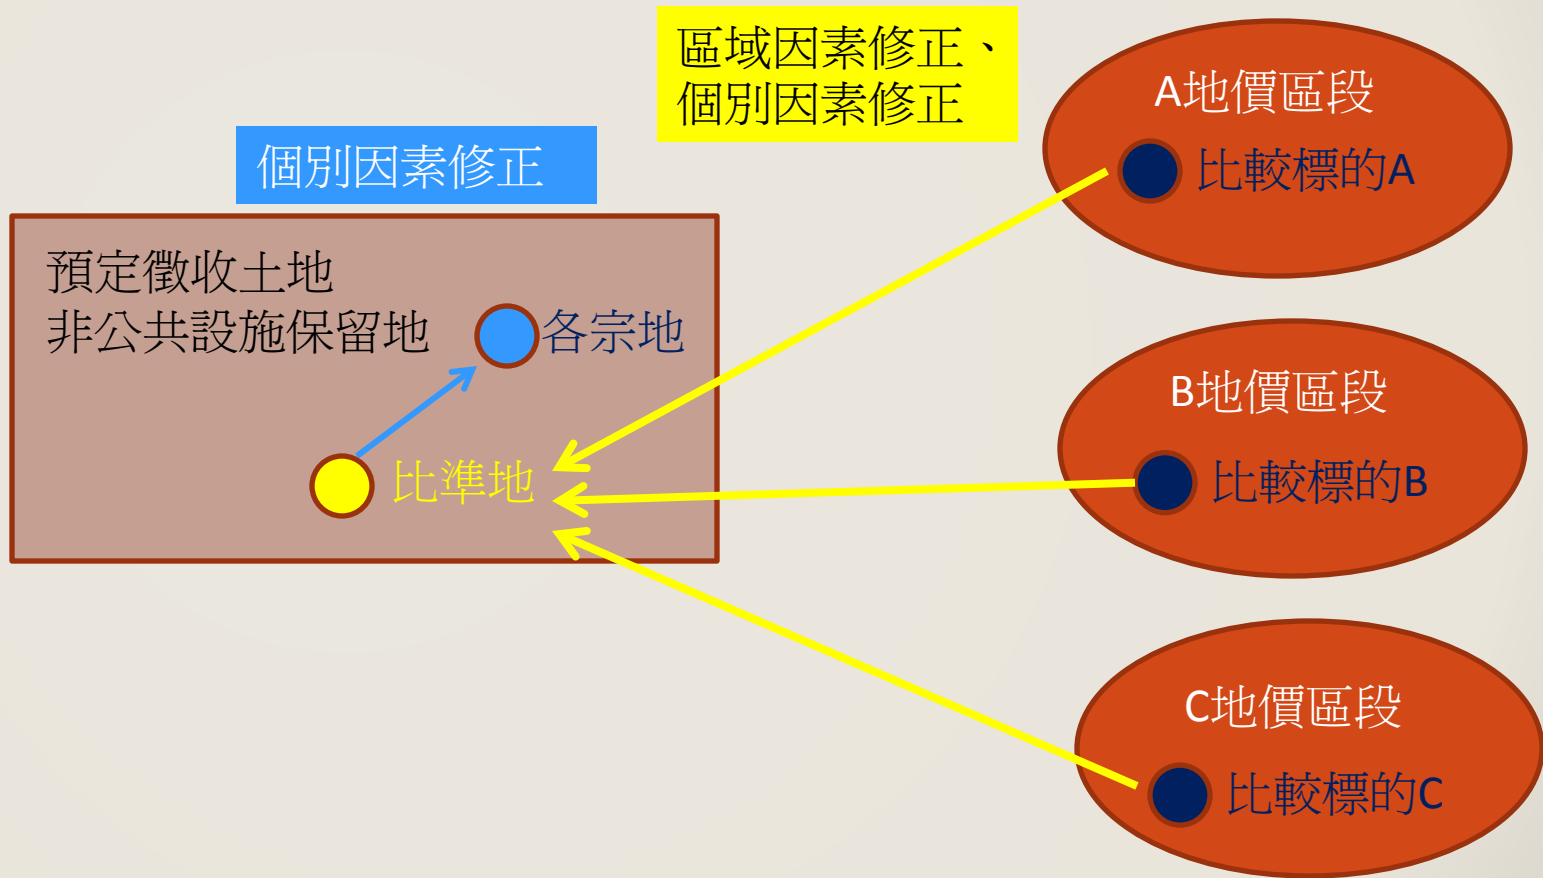 區域因素修正、
個別因素修正
個別因素修正
預定徵收土地
非公共設施保留地
各宗地
比準地
A地價區段
比較標的A
B地價區段
比較標的B
C地價區段
比較標的C